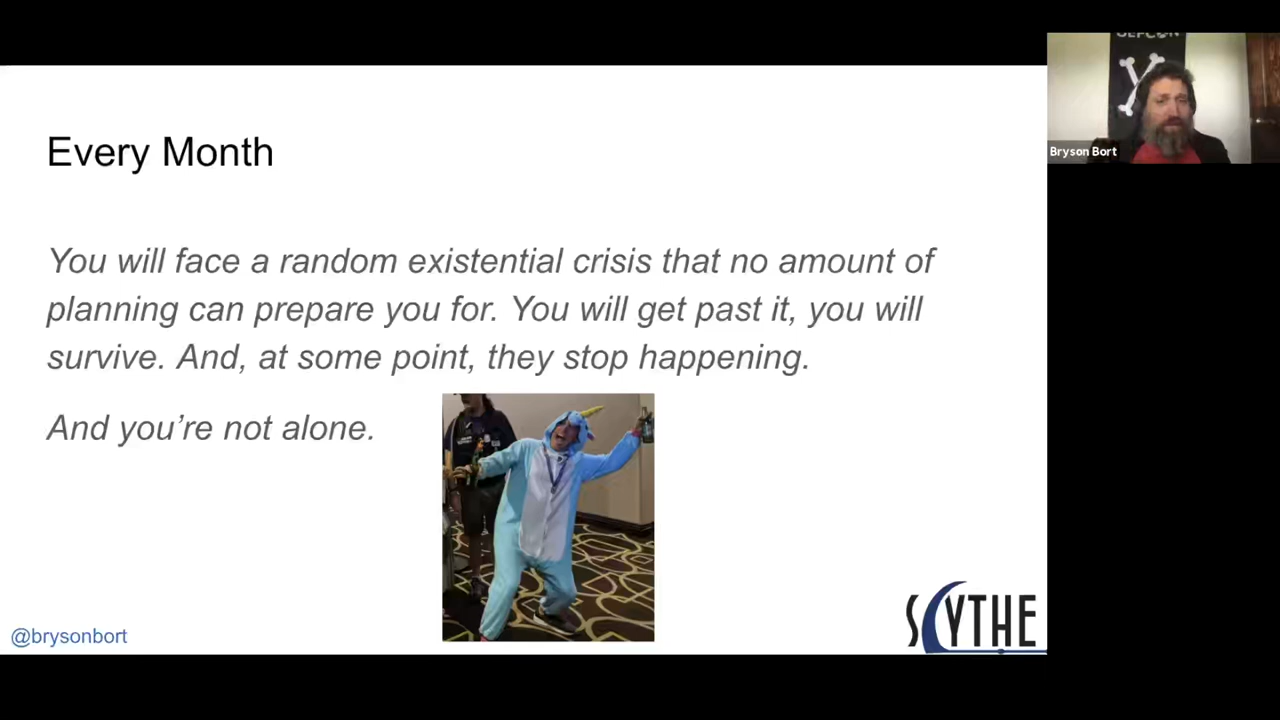 Every Month
You will face a random existential crisis that no amount of
planning can prepare you for. You will get past it, you will
survive. And, at some point, they stop happening.
And you're not alone.
@brysonbort
SCYTHE
DEFCON
Bryson Bort